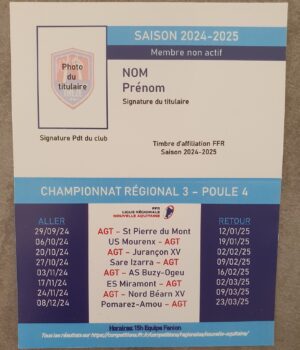 SAISON 2024-2025
Membre non actif
Photo
du
titulaire
NOM
Prénom
Signature du titulaire
Signature Pdt du club
Timbre d'affiliation FFR
Saison 2024-2025
CHAMPIONNAT RÉGIONAL 3 - POULE 4
ALLER
LIGUE RÉGIONALE
NOUVELLE AQUITAINE
RETOUR
29/09/24 AGT - St Pierre du Mont 12/01/25
06/10/24 US Mourenx - AGT 19/01/25
20/10/24 AGT - Jurançon XV 02/02/25
27/10/24 Sare Izarra - AGT 09/02/25
03/11/24 AGT - AS Buzy-Ogeu 16/02/25
17/11/24 ES Miramont - AGT 02/03/25
24/11/24 AGT - Nord Béarn XV 09/03/25
08/12/24 Pomarez-Amou - AGT 23/03/25
Horaires: 15h Equipe Fanion